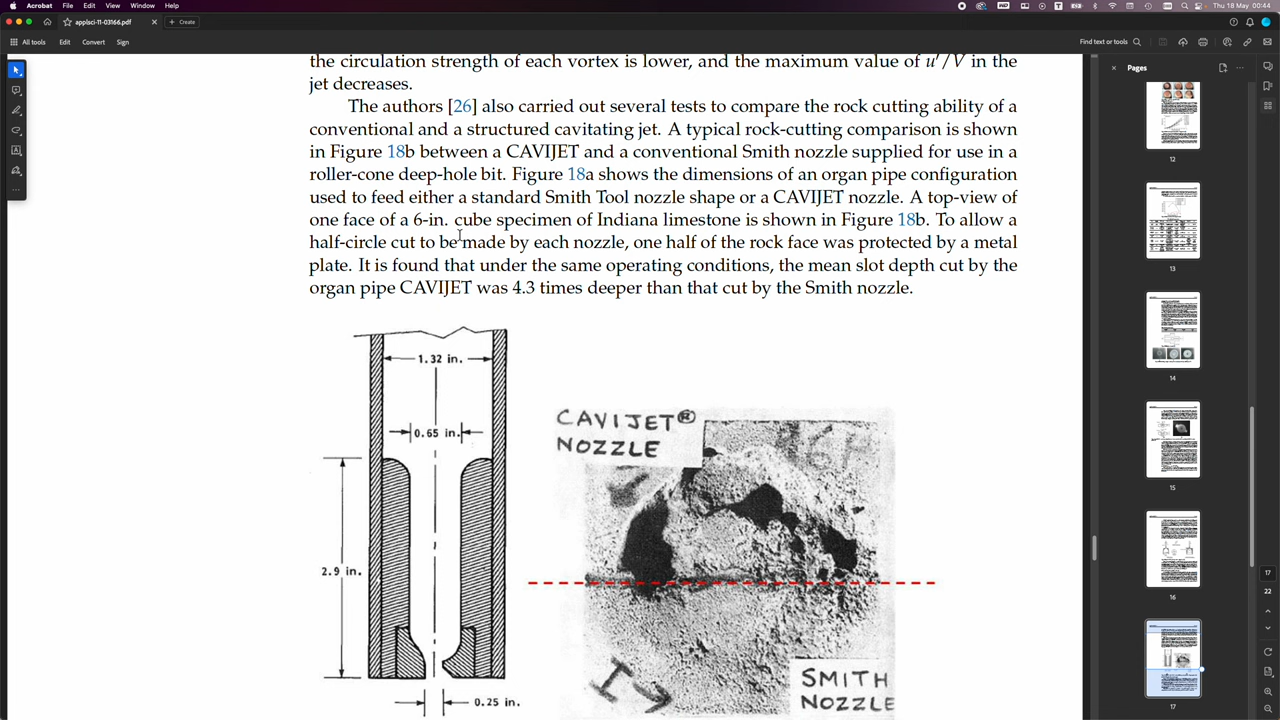 Acrobat File Edit View Window Help
Thu 18 May 00:44
applsci-11-03166.pdf
Create
All tools Edit Convert Sign
Find text or tools
the circulation strength of each vortex is lower, and the maximum value of u′/V in the
jet decreases.
The authors [26] also carried out several tests to compare the rock cutting ability of a
conventional and a structured cavitating jet. A typical rock-cutting comparison is shown
in Figure 18b between a CAVIJET and a conventional Smith nozzle supplied for use in a
roller-cone deep-hole bit. Figure 18a shows the dimensions of an organ pipe configuration
used to feed either a standard Smith Tool nozzle shape or a CAVIJET nozzle. A top-view of
one face of a 6-in. cube specimen of Indiana limestone is shown in Figure 18b. To allow a
half-circle cut to be made by each nozzle, one half of the rock face was protected by a metal
plate. It is found that under the same operating conditions, the mean slot depth cut by the
organ pipe CAVIJET was 4.3 times deeper than that cut by the Smith nozzle.
1.32 in.
0.65 in.
2.9 in.
0.25 in.
CAVIJET®
NOZZLE
SMITH
NOZZLE
Pages
12
13
14
15
16
17
17
22